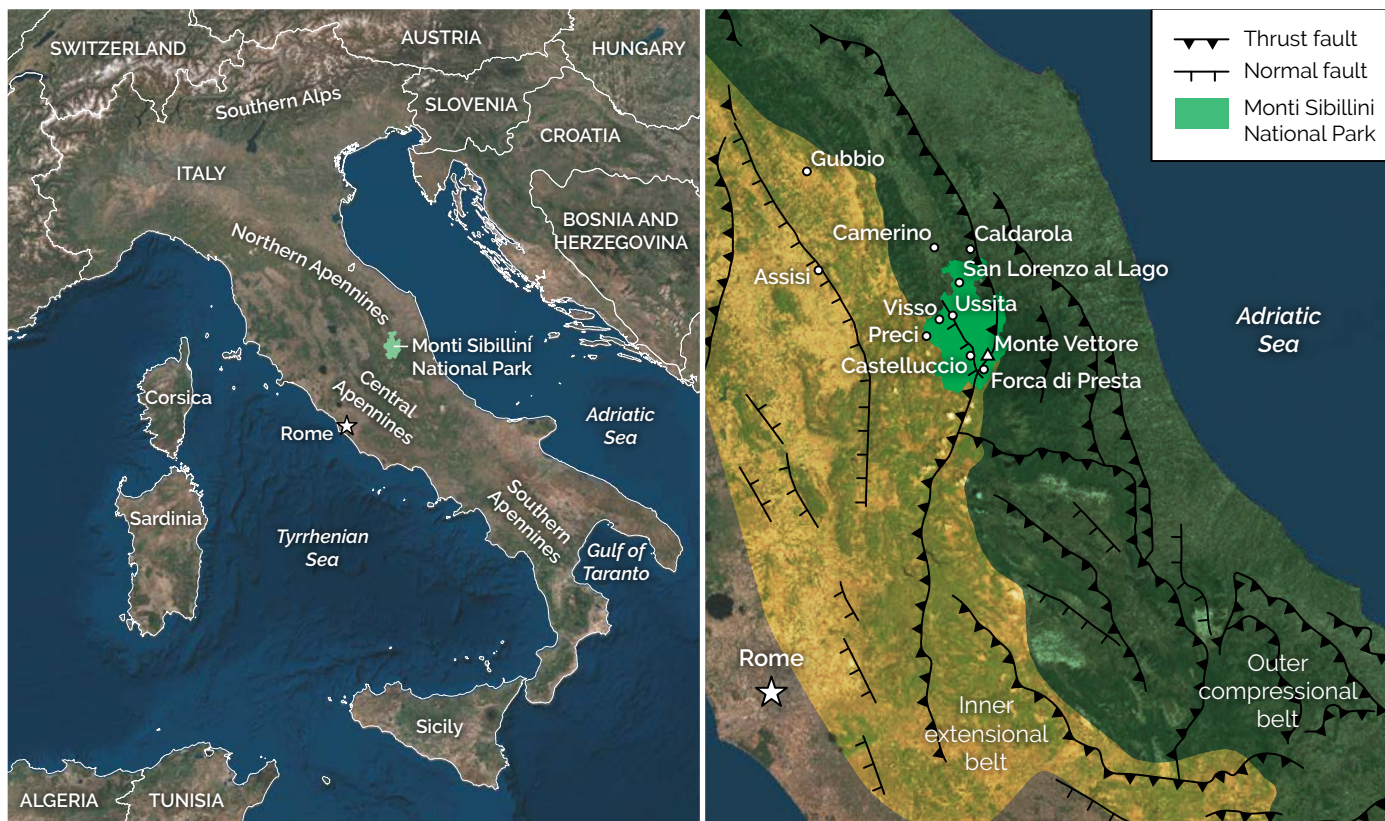 SWITZERLAND
AUSTRIA
HUNGARY
Southern Alps
SLOVENIA
CROATIA
ITALY
BOSNIA AND
HERZEGOVINA
Northern Apennines
Monti Sibilliní
National Park
Corsica
Central
Apennines
Rome
Adriatic
Sea
Sardinia
Southern
Apennines
Tyrrhenian
Sea
Gulf of
Taranto
Sicily
ALGERIA
TUNISIA
Thrust fault
Normal fault
Monti Sibillini
National Park
Gubbio
Camerino
Caldarola
Assisi
San Lorenzo al Lago
Visso
Ussita
Preci
Monte Vettore
Castelluccio
Forca di Presta
Adriatic
Sea
Rome
Inner
extensional
belt
Outer
compressional
belt